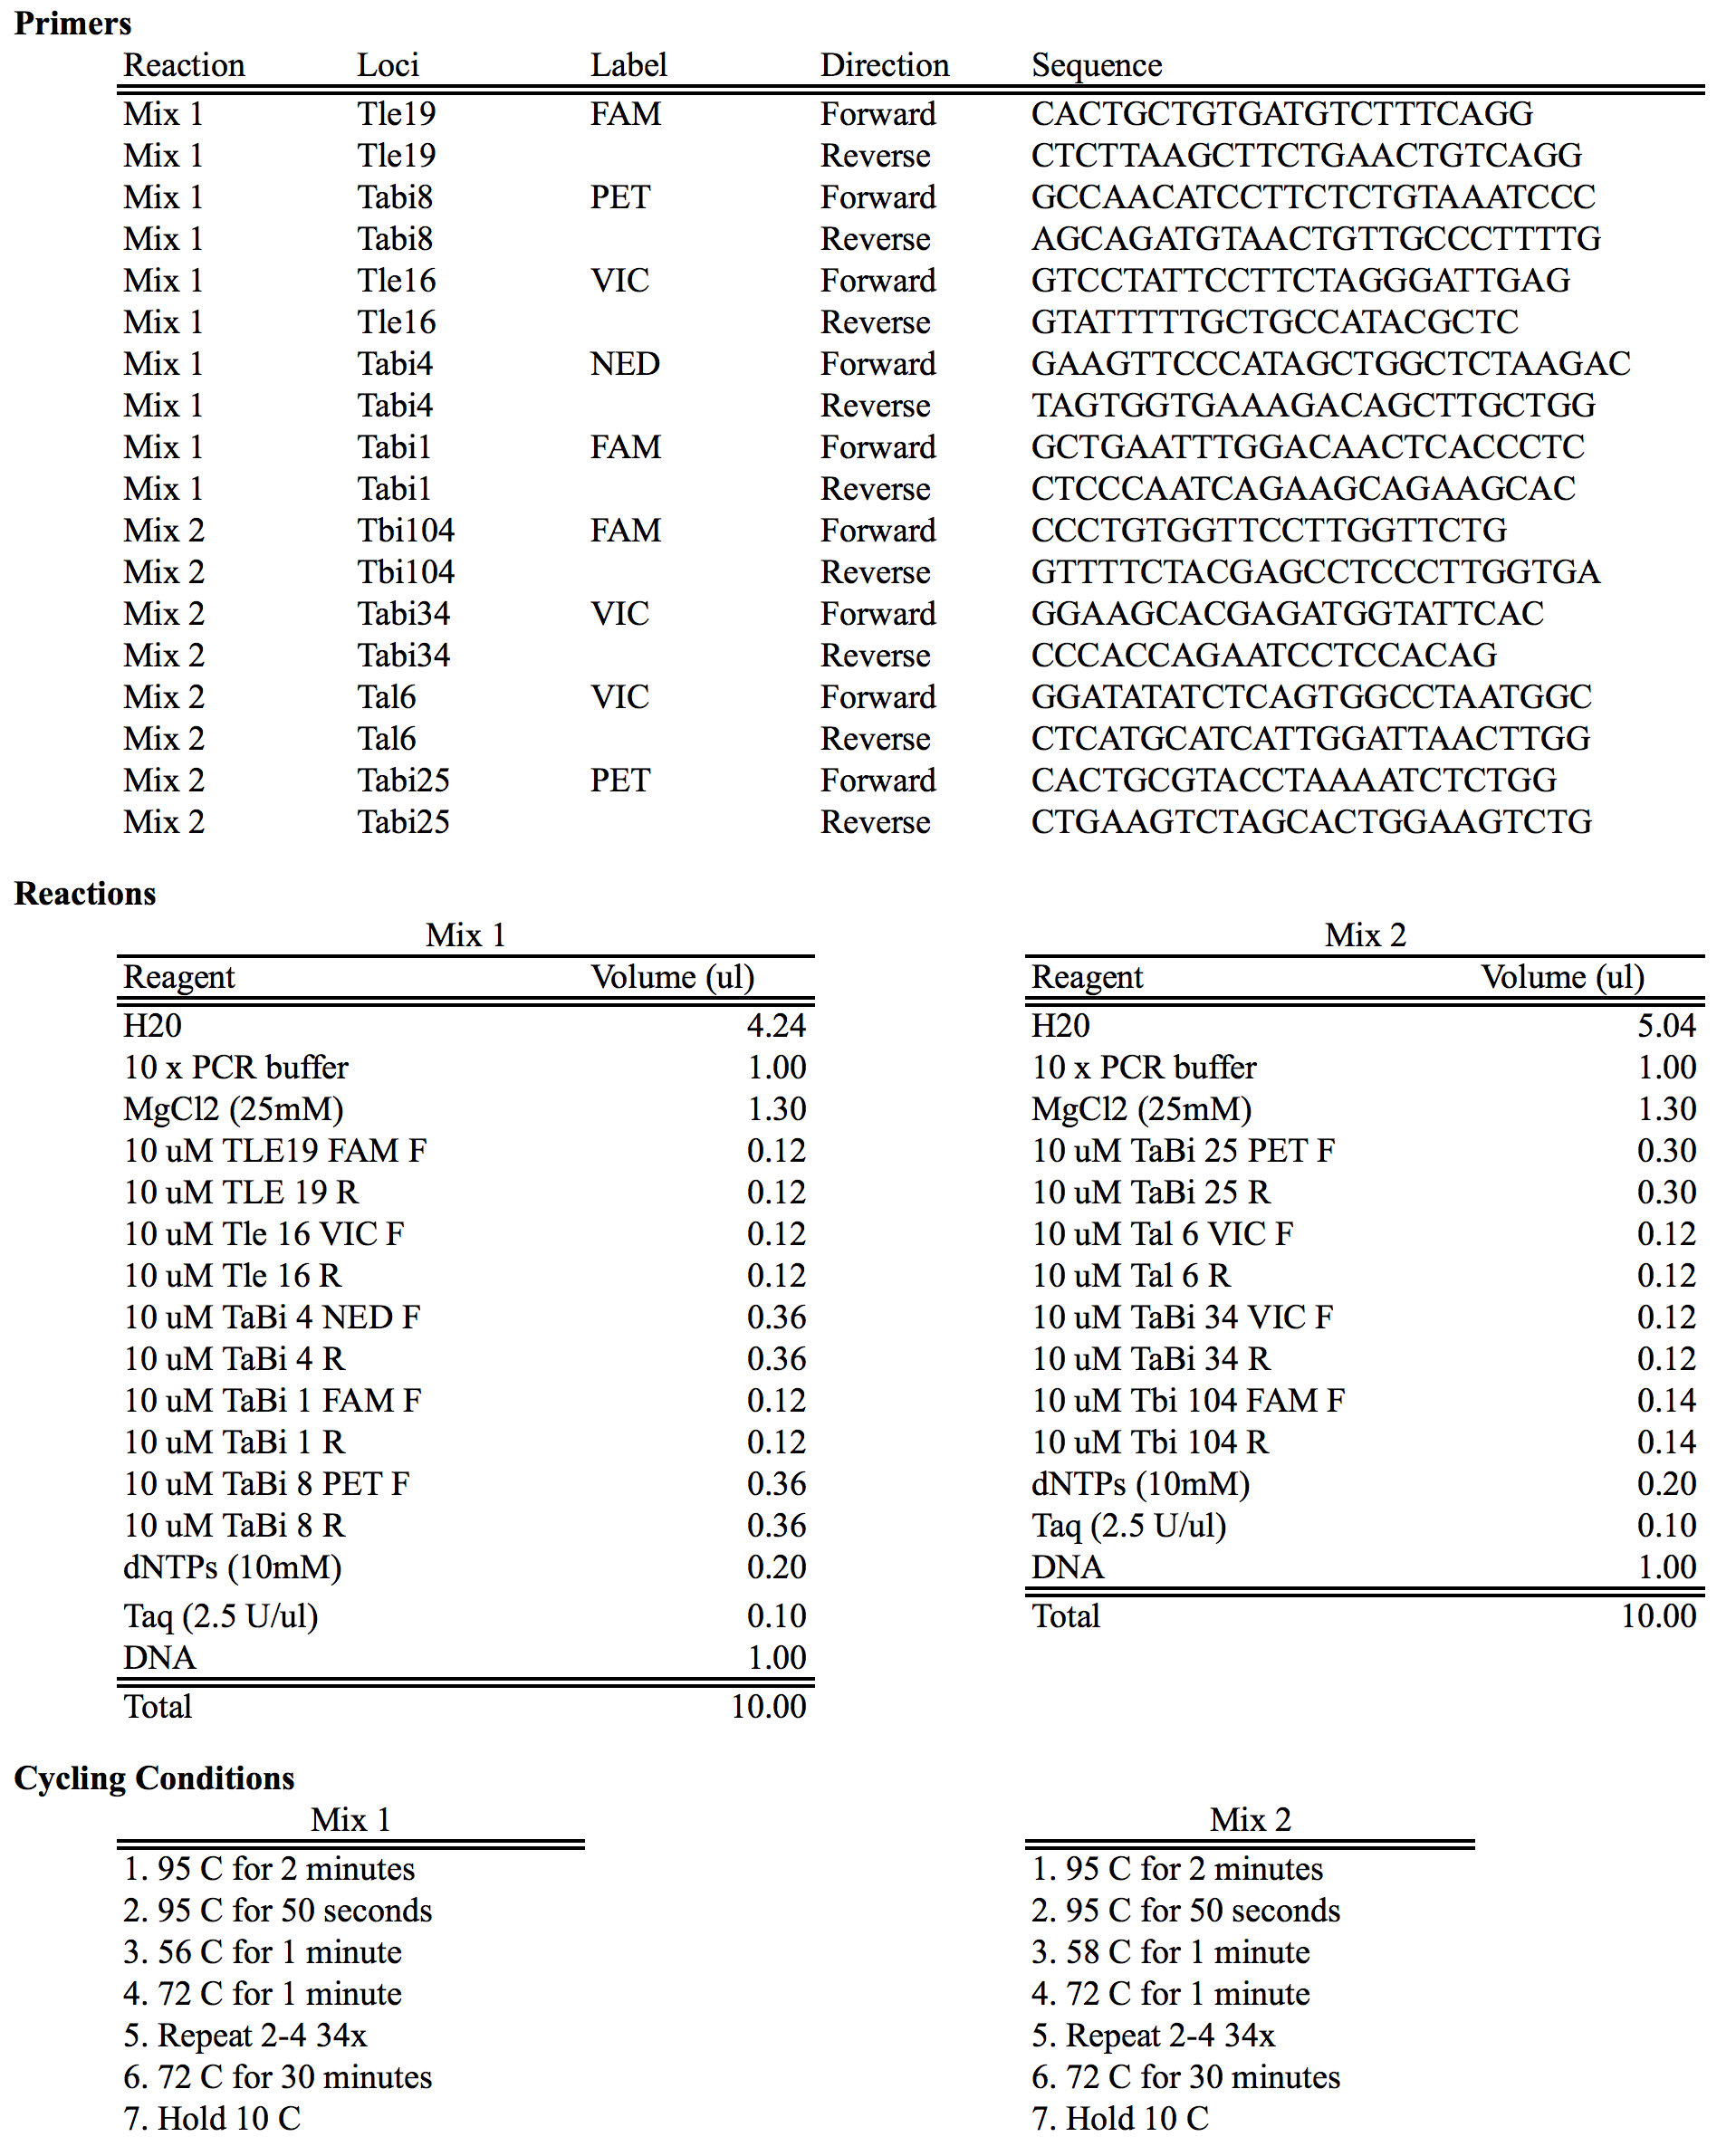 Primers
Reaction Loci Label Direction Sequence
Mix 1 Tle19 FAM Forward CACTGCTGTGATGTCTTTCAGG
Mix 1 Tle19 Reverse CTCTTAAGCTTCTGAACTGTCAGG
Mix 1 Tabi8 PET Forward GCCAACATCCTTCTCTGTAAATCCC
Mix 1 Tabi8 Reverse AGCAGATGTAACTGTTGCCCTTTTG
Mix 1 Tle16 VIC Forward GTCCTATTCCTTCTAGGGATTGAG
Mix 1 Tle16 Reverse GTATTTTTGCTGCCATACGCTC
Mix 1 Tabi4 NED Forward GAAGTTCCCATAGCTGGCTCTAAGAC
Mix 1 Tabi4 Reverse TAGTGGTGAAAGACAGCTTGCTGG
Mix 1 Tabi1 FAM Forward GCTGAATTTGGACAACTCACCCTC
Mix 1 Tabi1 Reverse CTCCCAATCAGAAGCAGAAGCAC
Mix 2 Tbi104 FAM Forward CCCTGTGGTTCCTTGGTTCTG
Mix 2 Tbi104 Reverse GTTTTCTACGAGCCTCCCTTGGTGA
Mix 2 Tabi34 VIC Forward GGAAGCACGAGATGGTATTCAC
Mix 2 Tabi34 Reverse CCCACCAGAATCCTCCACAG
Mix 2 Tal6 VIC Forward GGATATATCTCAGTGGCCTAATGGC
Mix 2 Tal6 Reverse CTCATGCATCATTGGATTAACTTGG
Mix 2 Tabi25 PET Forward CACTGCGTACCTAAAATCTCTGG
Mix 2 Tabi25 Reverse CTGAAGTCTAGCACTGGAAGTCTG
Reactions
Mix 1
Reagent Volume (ul)
H20 4.24
10 x PCR buffer 1.00
MgCl2 (25mM) 1.30
10 uM TLE19 FAM F 0.12
10 uM TLE 19 R 0.12
10 uM Tle 16 VIC F 0.12
10 uM Tle 16 R 0.12
10 uM TaBi 4 NED F 0.36
10 uM TaBi 4 R 0.36
10 uM TaBi 1 FAM F 0.12
10 uM TaBi 1 R 0.12
10 uM TaBi 8 PET F 0.36
10 uM TaBi 8 R 0.36
dNTPs (10mM) 0.20
Taq (2.5 U/ul) 0.10
DNA 1.00
Total 10.00
Mix 2
Reagent Volume (ul)
H20 5.04
10 x PCR buffer 1.00
MgCl2 (25mM) 1.30
10 uM TaBi 25 PET F 0.30
10 uM TaBi 25 R 0.30
10 uM Tal 6 VIC F 0.12
10 uM Tal 6 R 0.12
10 uM TaBi 34 VIC F 0.12
10 uM TaBi 34 R 0.12
10 uM Tbi 104 FAM F 0.14
10 uM Tbi 104 R 0.14
dNTPs (10mM) 0.20
Taq (2.5 U/ul) 0.10
DNA 1.00
Total 10.00
Cycling Conditions
Mix 1
1. 95 C for 2 minutes
2. 95 C for 50 seconds
3. 56 C for 1 minute
4. 72 C for 1 minute
5. Repeat 2-4 34x
6. 72 C for 30 minutes
7. Hold 10 C
Mix 2
1. 95 C for 2 minutes
2. 95 C for 50 seconds
3. 58 C for 1 minute
4. 72 C for 1 minute
5. Repeat 2-4 34x
6. 72 C for 30 minutes
7. Hold 10 C